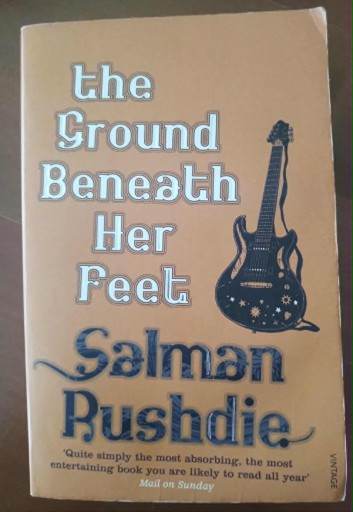 the
Ground
Beneath
Her
Feet
Salman
Rushdie
'Quite simply the most absorbing, the most
entertaining book you are likely to read all year'
Mail on Sunday
VINTAGE